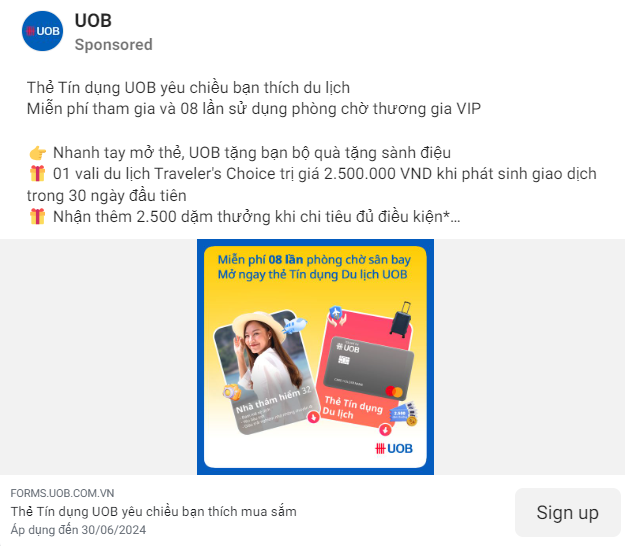 UOB
UOB
Sponsored
Thẻ Tín dụng UOB yêu chiều bạn thích du lịch
Miễn phí tham gia và 08 lần sử dụng phòng chờ thương gia VIP
👉 Nhanh tay mở thẻ, UOB tặng bạn bộ quà tặng sành điệu
🎁 01 vali du lịch Traveler's Choice trị giá 2.500.000 VND khi phát sinh giao dịch
trong 30 ngày đầu tiên
🎁 Nhận thêm 2.500 dặm thưởng khi chi tiêu đủ điều kiện*...
Miễn phí 08 lần phòng chờ sân bay
Mở ngay thẻ Tín dụng Du lịch UOB
UOB
Nhà thám hiểm 32
Thẻ Tín dụng
Du lịch
UOB
FORMS.UOB.COM.VN
Thẻ Tín dụng UOB yêu chiều bạn thích mua sắm
Áp dụng đến 30/06/2024
Sign up